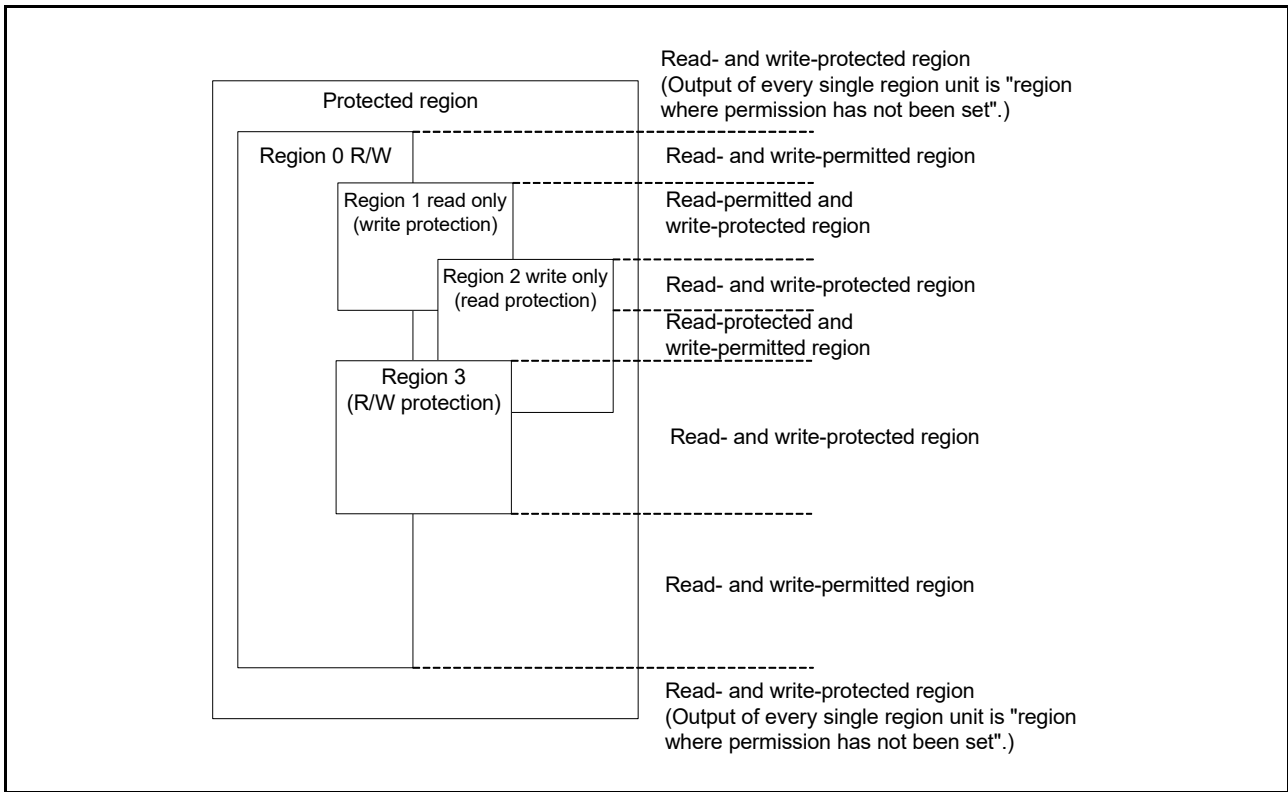 Read- and write-protected region
(Output of every single region unit is "region
where permission has not been set".)
Protected region
Region 0 R/W
Read- and write-permitted region
Region 1 read only
(write protection)
Read-permitted and
write-protected region
Region 2 write only
(read protection)
Read- and write-protected region
Read-protected and
write-permitted region
Region 3
(R/W protection)
Read- and write-protected region
Read- and write-permitted region
Read- and write-protected region
(Output of every single region unit is "region
where permission has not been set".)